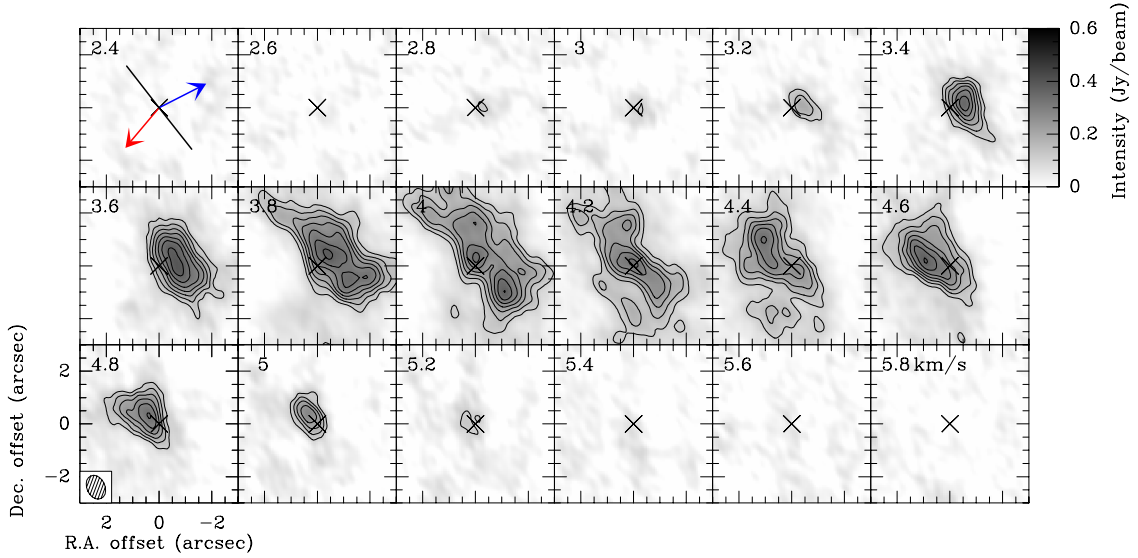 2.4 2.6 2.8 3 3.2 3.4
3.6 3.8 4 4.2 4.4 4.6
4.8 5 5.2 5.4 5.6 5.8km/s
0.6
0.4
0.2
0
Intensity (Jy/beam)
2
0
−2
Dec. offset (arcsec)
2 0 −2
R.A. offset (arcsec)